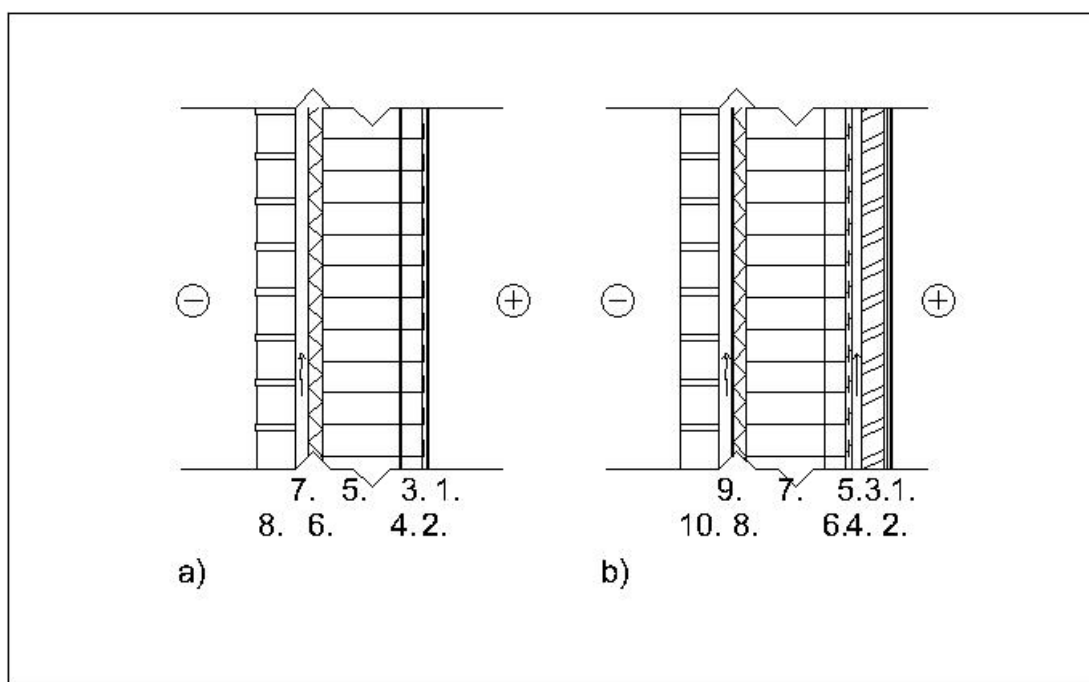 − + − +
7. 5. 3. 1. 9. 7. 5.3.1.
8. 6. 4.2. 10. 8. 6.4. 2.
a) b)